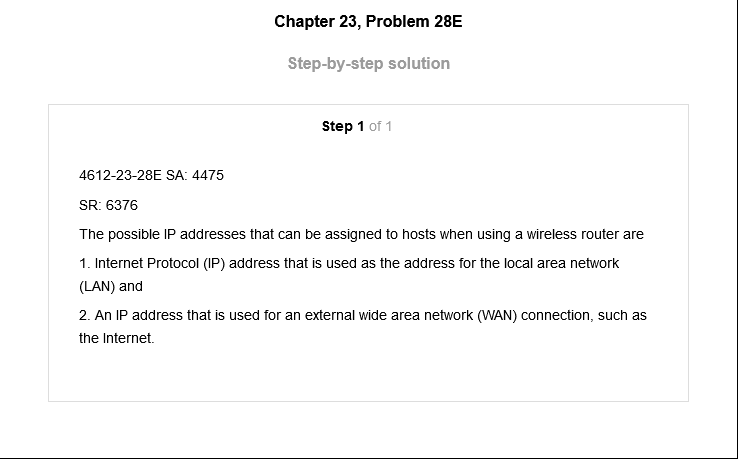 Chapter 23, Problem 28E
Step-by-step solution
Step 1 of 1
4612-23-28E SA: 4475
SR: 6376
The possible IP addresses that can be assigned to hosts when using a wireless router are
1. Internet Protocol (IP) address that is used as the address for the local area network
(LAN) and
2. An IP address that is used for an external wide area network (WAN) connection, such as
the Internet.